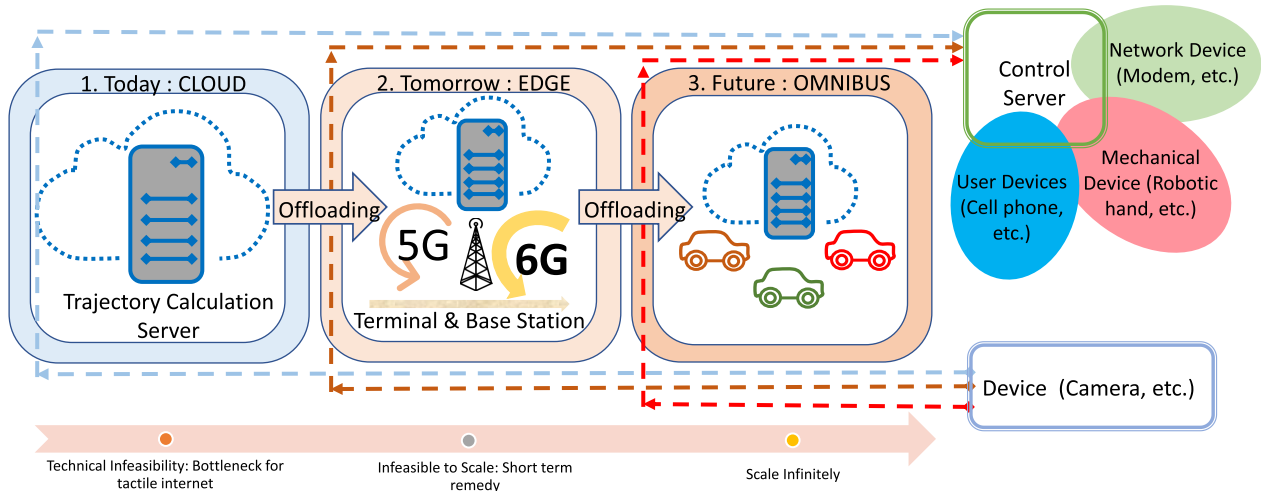 1. Today : CLOUD
2. Tomorrow : EDGE
3. Future : OMNIBUS
Control
Server
Network Device
(Modem, etc.)
Mechanical
Device (Robotic
hand, etc.)
User Devices
(Cell phone,
etc.)
Offloading
Offloading
5G
6G
Trajectory Calculation
Server
Terminal & Base Station
Device (Camera, etc.)
Technical Infeasibility: Bottleneck for
tactile internet
Infeasible to Scale: Short term
remedy
Scale Infinitely